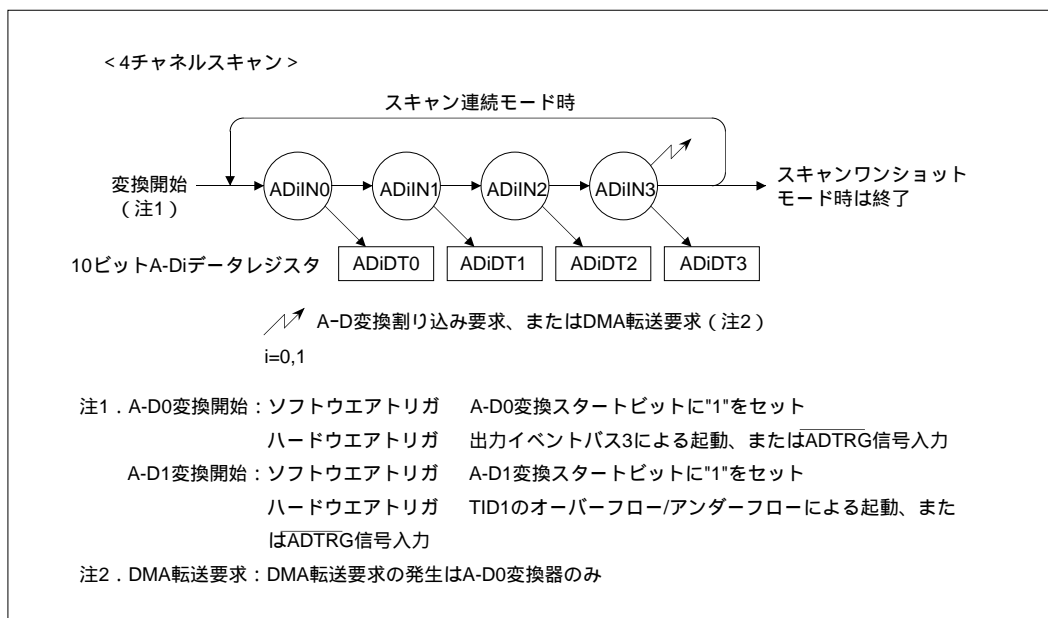 < 4チャネルスキャン >
スキャン連続モード時
変換開始
（注1）
ADiIN0
ADiIN1
ADiIN2
ADiIN3
スキャンワンショット
モード時は終了
10ビットA-Diデータレジスタ
ADiDT0
ADiDT1
ADiDT2
ADiDT3
A-D変換割り込み要求、またはDMA転送要求（注2）
i=0,1
注1．A-D0変換開始：ソフトウエアトリガ A-D0変換スタートビットに"1"をセット
ハードウエアトリガ 出力イベントバス3による起動、またはADTRG信号入力
A-D1変換開始：ソフトウエアトリガ A-D1変換スタートビットに"1"をセット
ハードウエアトリガ TID1のオーバーフロー/アンダーフローによる起動、また
はADTRG信号入力
注2．DMA転送要求：DMA転送要求の発生はA-D0変換器のみ